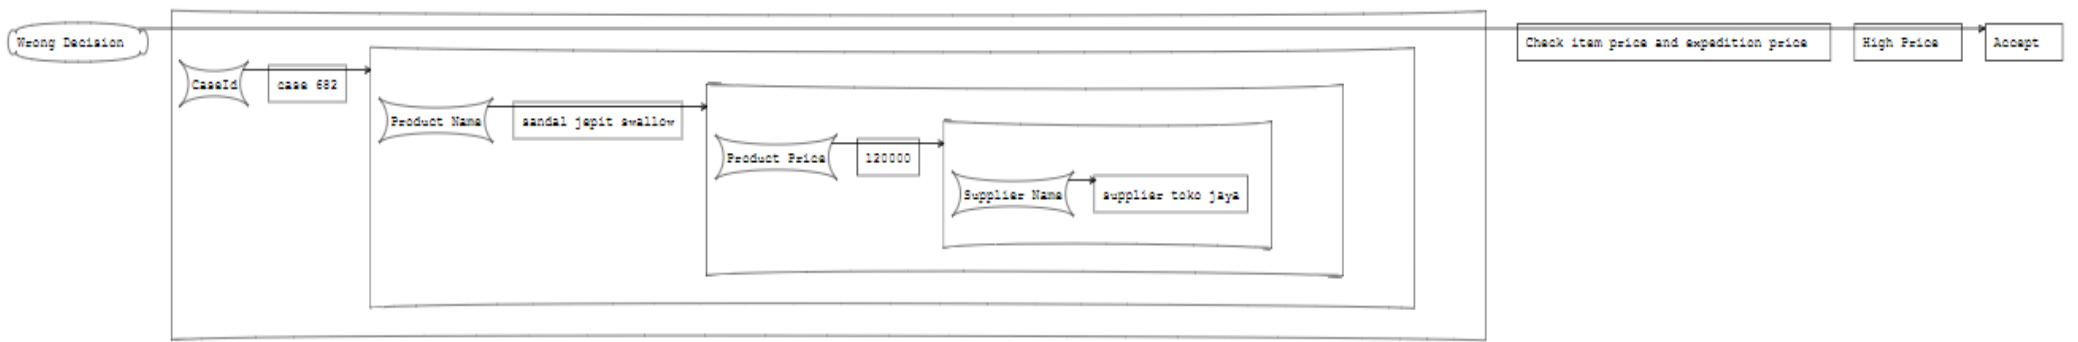 Wrong Decision
Check item price and expedition price
High Price
Accept
CaseId
case 682
Product Name
sandal jepit swallow
Product Price
120000
Supplier Name
supplier toko jaya